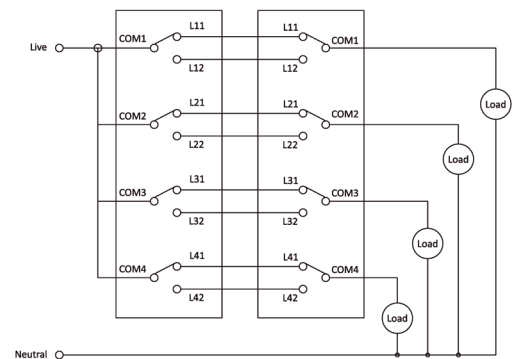 L11 L11
Live COM1 COM1
L12 L12
Load
L21 L21
COM2 COM2
L22 L22
Load
L31 L31
COM3 COM3
L32 L32
Load
L41 L41
COM4 COM4
L42 L42
Load
Neutral